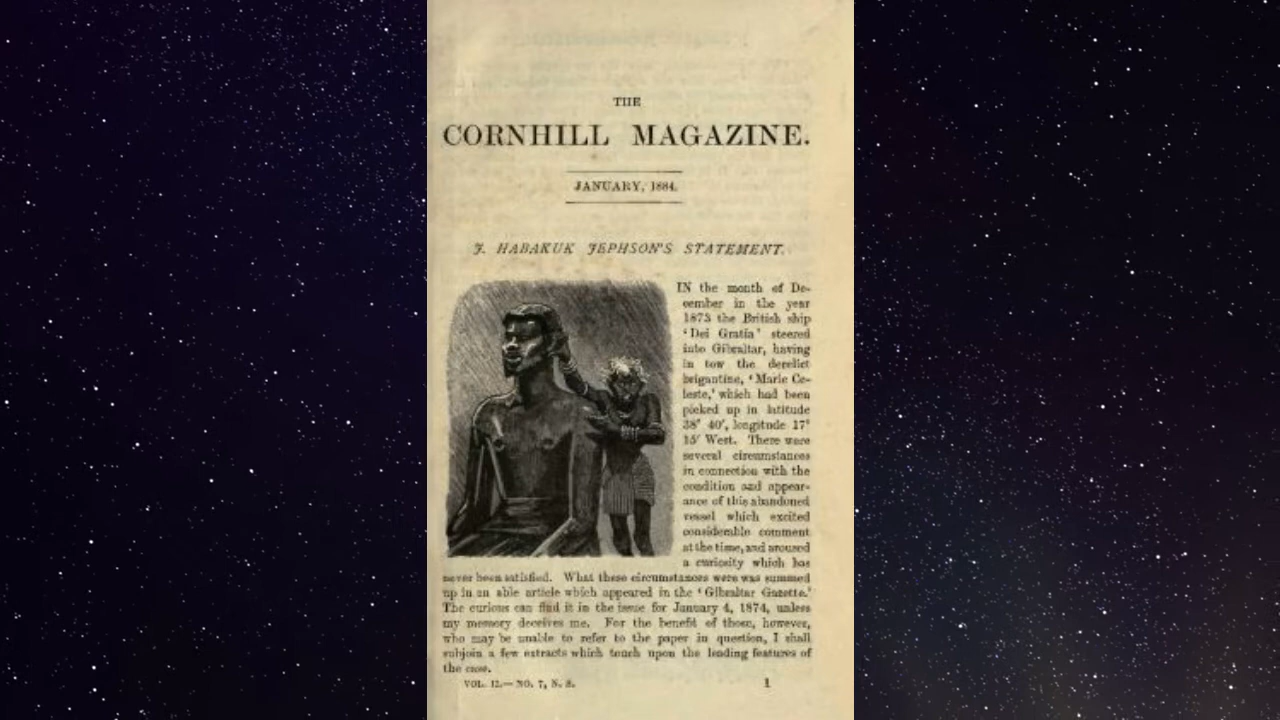 THE
CORNHILL MAGAZINE.
JANUARY, 1884.
J. HABAKUK JEPHSON'S STATEMENT.
IN the month of De-
cember in the year
1873 the British ship
'Dei Gratia' steered
into Gibraltar, having
in tow the derelict
brigantine, 'Marie Ce-
leste,' which had been
picked up in latitude
38° 40', longitude 17°
15' West. There were
several circumstances
in connection with the
condition and appear-
ance of this abandoned
vessel which excited
considerable comment
at the time, and aroused
a curiosity which has
never been satisfied. What these circumstances were was summed
up in an able article which appeared in the 'Gibraltar Gazette.'
The curious can find it in the issue for January 4, 1874, unless
my memory deceives me. For the benefit of those, however,
who may be unable to refer to the paper in question, I shall
subjoin a few extracts which touch upon the leading features of
the case.
VOL. II.—NO. 7, N. S.
1